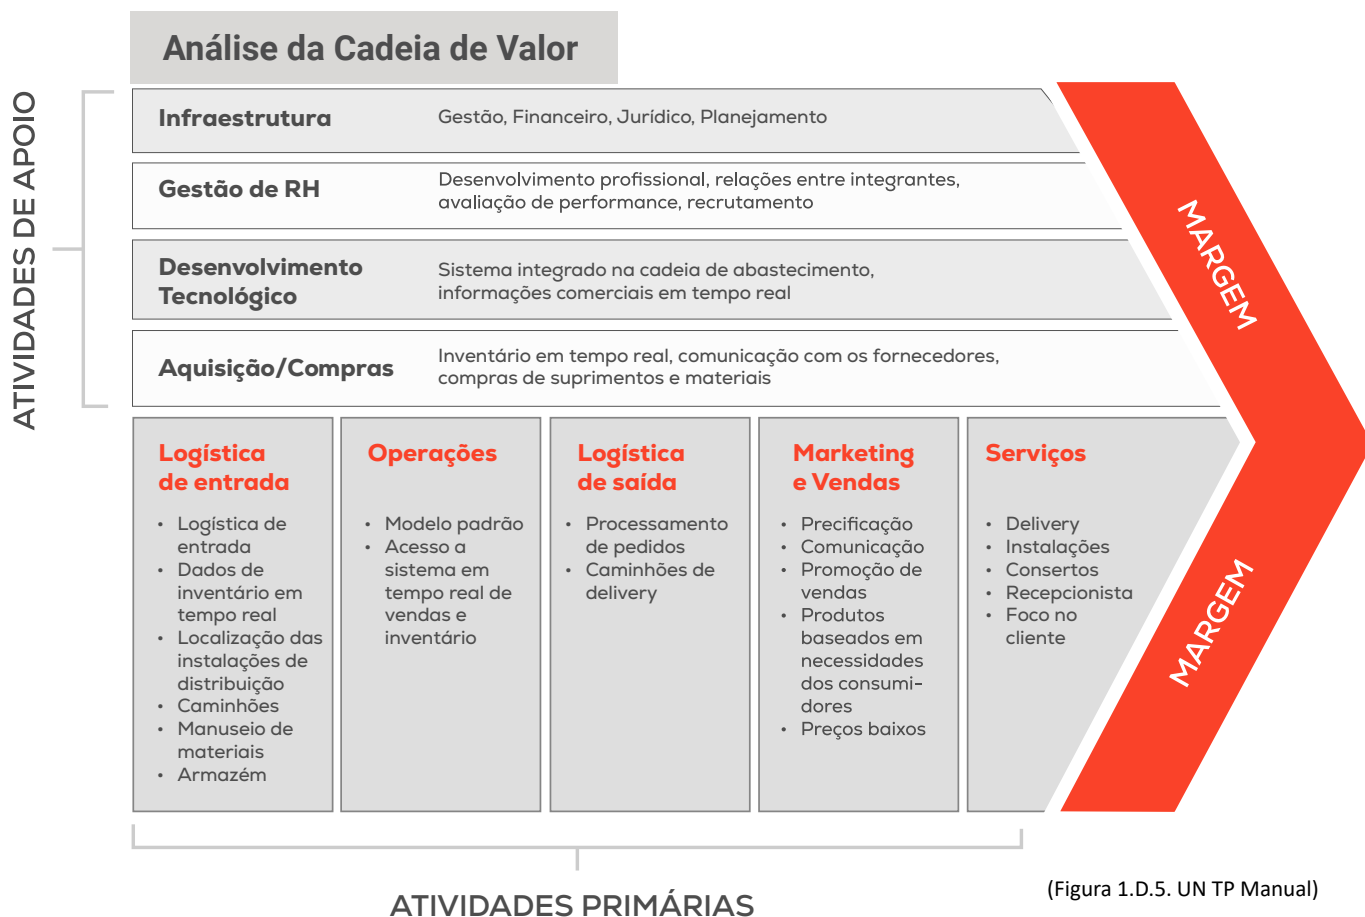 Análise da Cadeia de Valor
ATIVIDADES DE APOIO
Infraestrutura
Gestão, Financeiro, Jurídico, Planejamento
Gestão de RH
Desenvolvimento profissional, relações entre integrantes,
avaliação de performance, recrutamento
Desenvolvimento
Tecnológico
Sistema integrado na cadeia de abastecimento,
informações comerciais em tempo real
Aquisição/Compras
Inventário em tempo real, comunicação com os fornecedores,
compras de suprimentos e materiais
Logística
de entrada
• Logística de
entrada
• Dados de
inventário em
tempo real
• Localização das
instalações de
distribuição
• Caminhões
• Manuseio de
materiais
• Armazém
Operações
• Modelo padrão
• Acesso a
sistema em
tempo real de
vendas e
inventário
Logística
de saída
• Processamento
de pedidos
• Caminhões de
delivery
Marketing
e Vendas
• Precificação
• Comunicação
• Promoção de
vendas
• Produtos
baseados em
necessidades
dos consumi-
dores
• Preços baixos
Serviços
• Delivery
• Instalações
• Consertos
• Recepcionista
• Foco no
cliente
MARGEM
MARGEM
ATIVIDADES PRIMÁRIAS
(Figura 1.D.5. UN TP Manual)